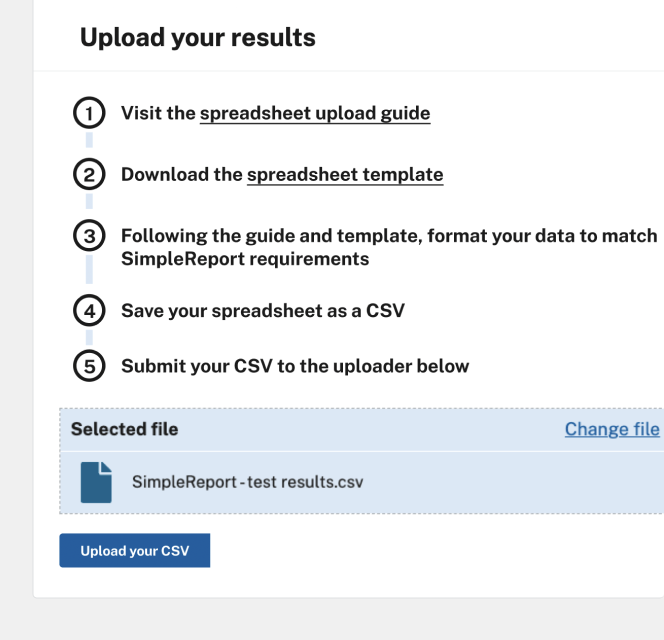 Upload your results
1 Visit the spreadsheet upload guide
2 Download the spreadsheet template
3 Following the guide and template, format your data to match
SimpleReport requirements
4 Save your spreadsheet as a CSV
5 Submit your CSV to the uploader below
Selected file Change file
SimpleReport - test results.csv
Upload your CSV